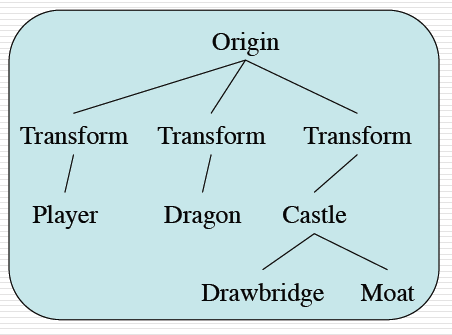 Origin
Transform Transform Transform
Player Dragon Castle
Drawbridge Moat